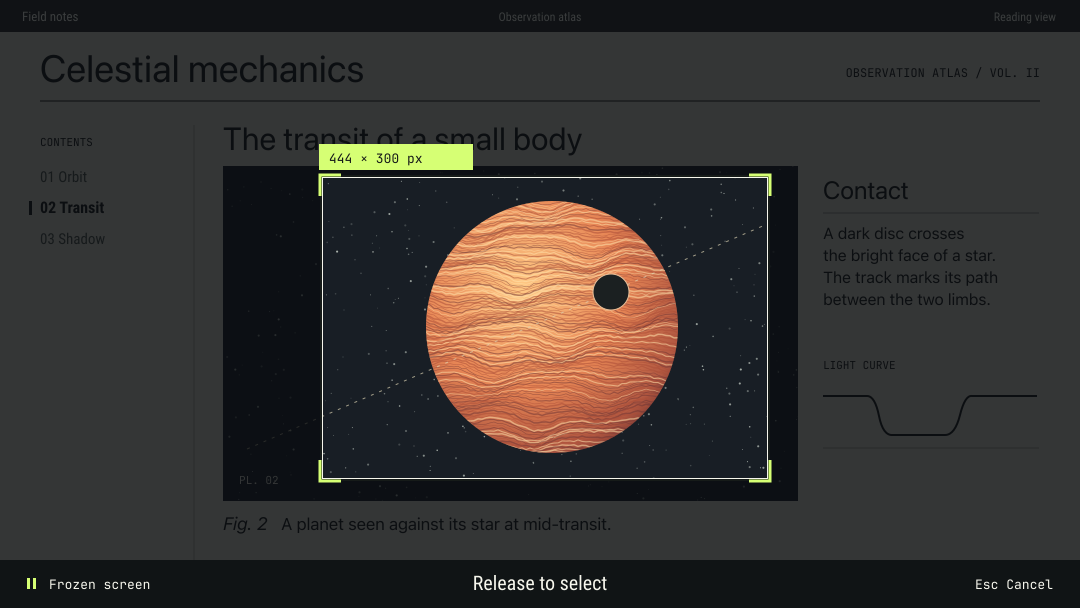 Field notes
Observation atlas
Reading view
Celestial mechanics
OBSERVATION ATLAS / VOL. II
CONTENTS
01 Orbit
02 Transit
03 Shadow
The transit of a small body
444 × 300 px
PL. 02
Fig. 2 A planet seen against its star at mid-transit.
Contact
A dark disc crosses
the bright face of a star.
The track marks its path
between the two limbs.
LIGHT CURVE
Frozen screen
Release to select
Esc Cancel